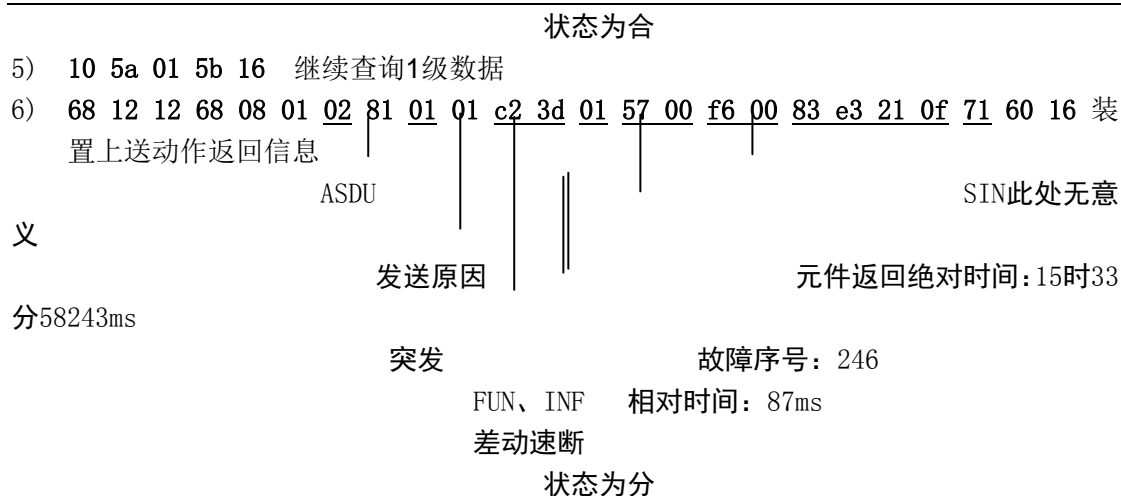 状态为合
5) 10 5a 01 5b 16 继续查询1级数据
6) 68 12 12 68 08 01 02 81 01 01 c2 3d 01 57 00 f6 00 83 e3 21 0f 71 60 16 装
置上送动作返回信息
ASDU SIN此处无意
义
发送原因 元件返回绝对时间:15时33
分58243ms
突发 故障序号: 246
FUN、INF 相对时间: 87ms
差动速断
状态为分